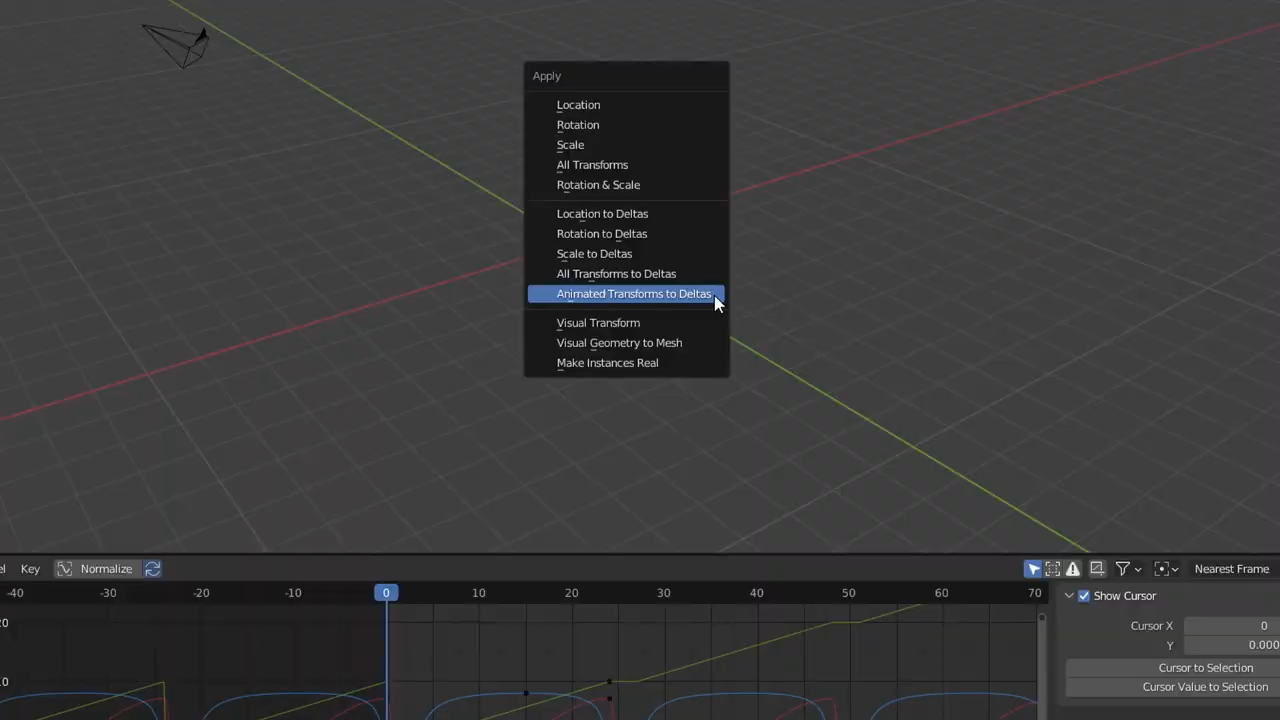 Apply
Location
Rotation
Scale
All Transforms
Rotation & Scale
Location to Deltas
Rotation to Deltas
Scale to Deltas
All Transforms to Deltas
Animated Transforms to Deltas
Visual Transform
Visual Geometry to Mesh
Make Instances Real
Key Normalize Nearest Frame
-40 -30 -20 -10 0 10 20 30 40 50 60 70
Show Cursor
Cursor X 0
Y 0.000
Cursor to Selection
Cursor Value to Selection